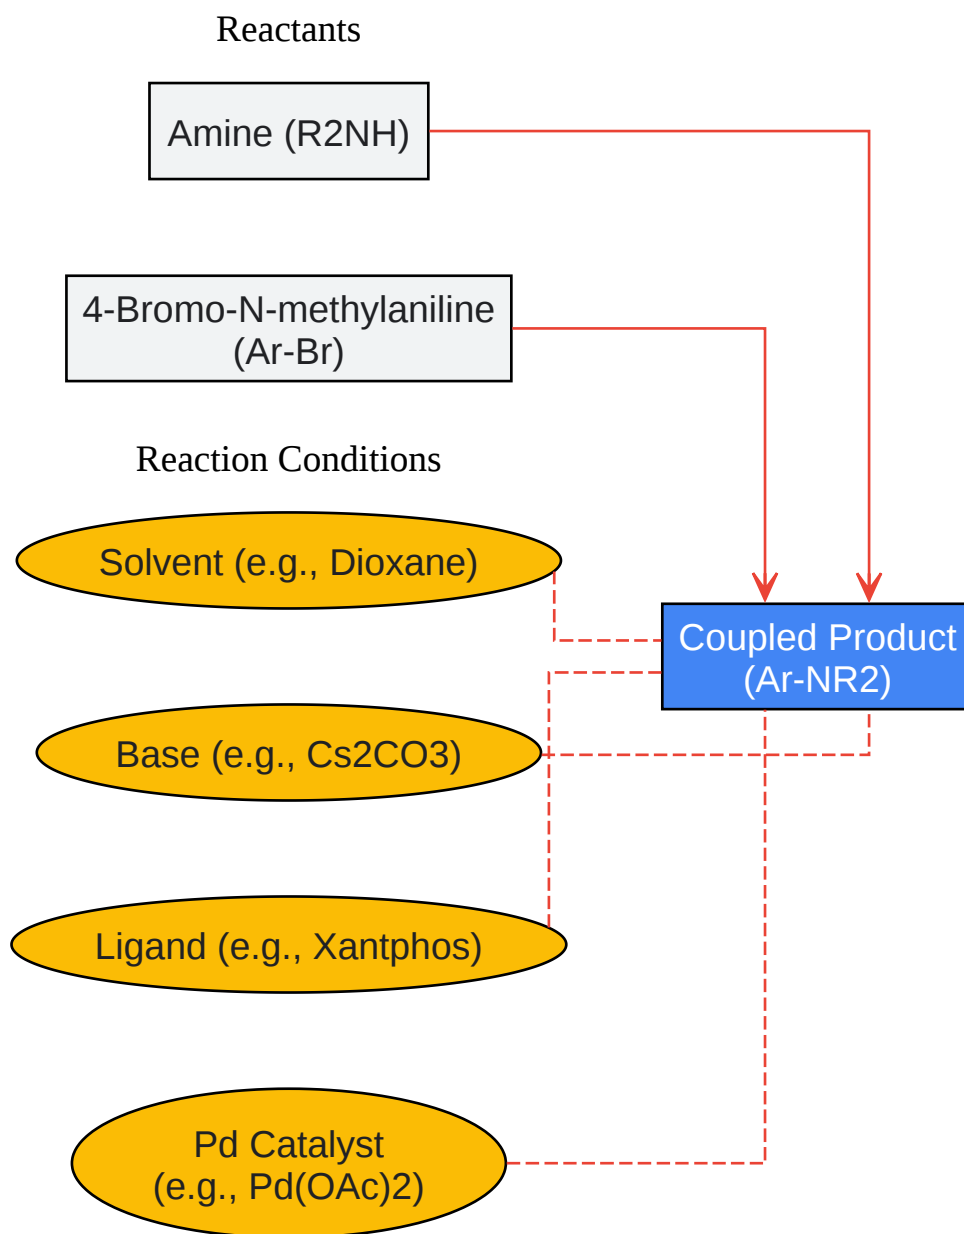 Reactants
Amine (R2NH)
4-Bromo-N-methylaniline
(Ar-Br)
Reaction Conditions
Solvent (e.g., Dioxane)
Coupled Product
(Ar-NR2)
Base (e.g., Cs2CO3)
Ligand (e.g., Xantphos)
Pd Catalyst
(e.g., Pd(OAc)2)